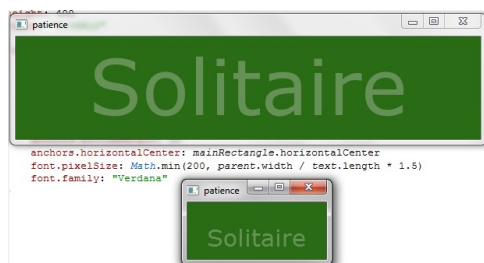 patience
Solitaire
anchors.horizontalCenter: mainRectangle.horizontalCenter
font.pixelSize: Math.min(200, parent.width / text.length * 1.5)
font.family: "Verdana"
patience
Solitaire